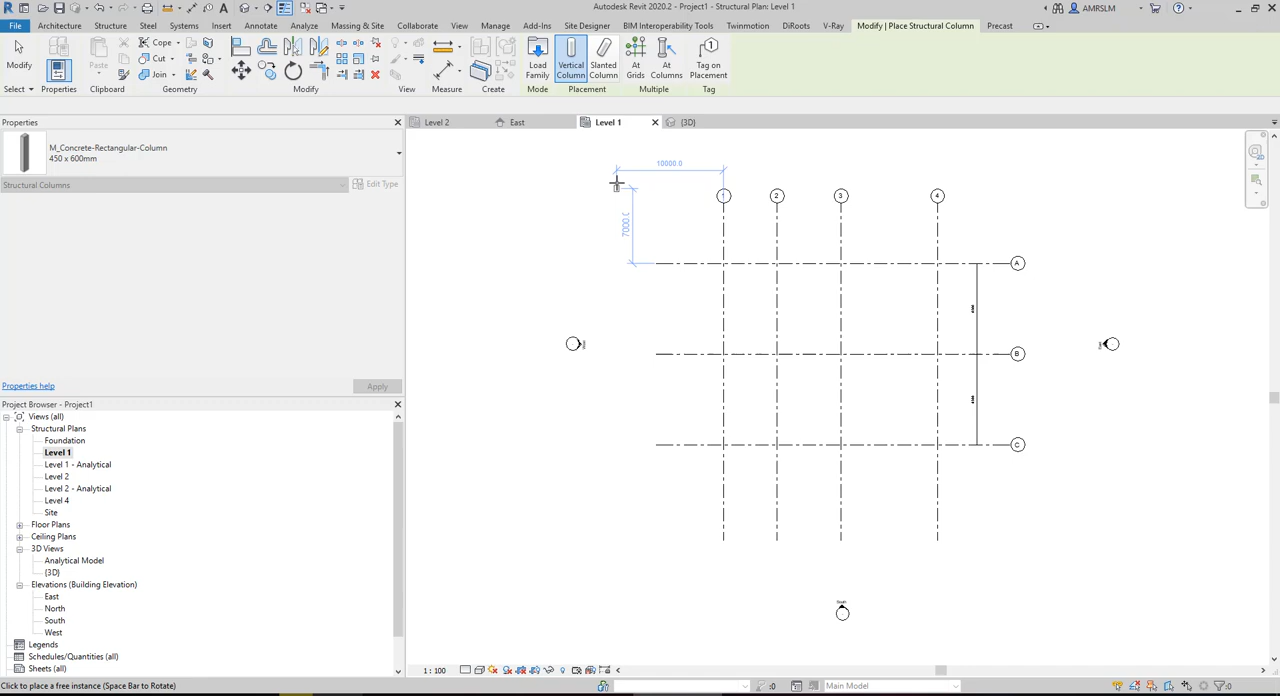 Autodesk Revit 2020.2 - Project1 - Structural Plan: Level 1
AMRSLM
File Architecture Structure Steel Systems Insert Annotate Analyze Massing & Site Collaborate View Manage Add-Ins Site Designer BIM Interoperability Tools Twinmotion DiRoots V-Ray Modify | Place Structural Column Precast
Modify
Paste
Cope
Cut
Join
Load Family
Vertical Column
Slanted Column
At Grids
At Columns
Tag on Placement
Select Properties Clipboard Geometry Modify View Measure Create Mode Placement Multiple Tag
Properties
Level 2
East
Level 1
{3D}
M_Concrete-Rectangular-Column
450 x 600mm
Structural Columns
Edit Type
Properties help
Apply
Project Browser - Project1
Views (all)
Structural Plans
Foundation
Level 1
Level 1 - Analytical
Level 2
Level 2 - Analytical
Level 4
Site
Floor Plans
Ceiling Plans
3D Views
Analytical Model
{3D}
Elevations (Building Elevation)
East
North
South
West
Legends
Schedules/Quantities (all)
Sheets (all)
10000.0
7000.0
1
2
3
4
A
B
C
South
1 : 100
Click to place a free instance (Space Bar to Rotate)
:0
Main Model
:0